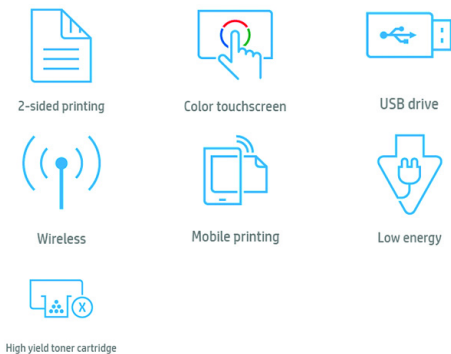 2-sided printing
Color touchscreen
USB drive
Wireless
Mobile printing
Low energy
X
High yield toner cartridge